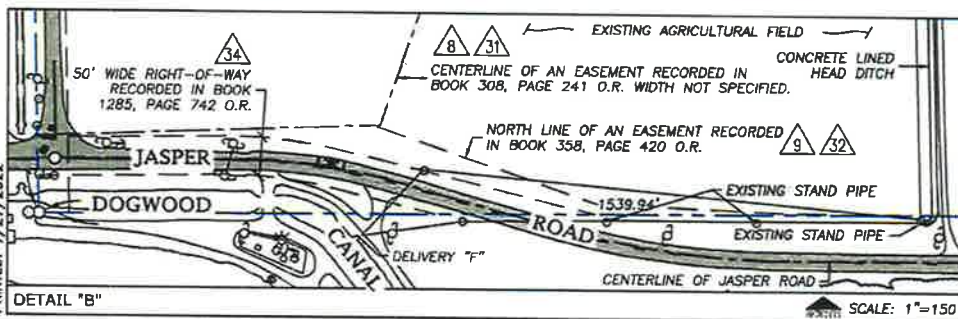 EXISTING AGRICULTURAL FIELD
34
8 31
50' WIDE RIGHT-OF-WAY
RECORDED IN BOOK
1285, PAGE 742 O.R.
CENTERLINE OF AN EASEMENT RECORDED IN
BOOK 308, PAGE 241 O.R. WIDTH NOT SPECIFIED.
CONCRETE LINED
HEAD DITCH
NORTH LINE OF AN EASEMENT RECORDED
IN BOOK 358, PAGE 420 O.R.
9 32
JASPER
ROAD
DOGWOOD
CANAL
1539.94'
EXISTING STAND PIPE
EXISTING STAND PIPE
DELIVERY "F"
CENTERLINE OF JASPER ROAD
DETAIL "B"
SCALE: 1"=150